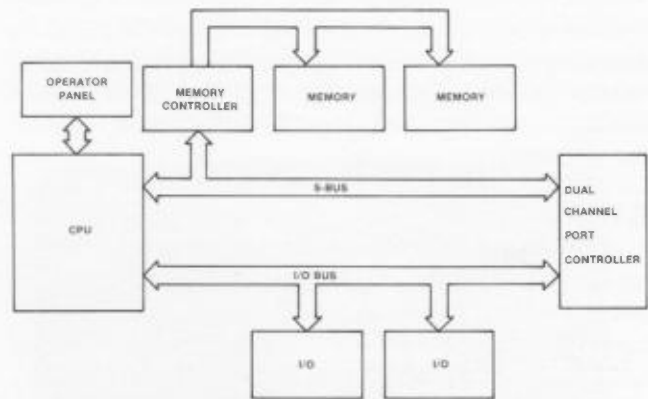 OPERATOR
PANEL
MEMORY
CONTROLLER
MEMORY
MEMORY
S-BUS
CPU
DUAL
CHANNEL
PORT
CONTROLLER
I/O BUS
I/O
I/O